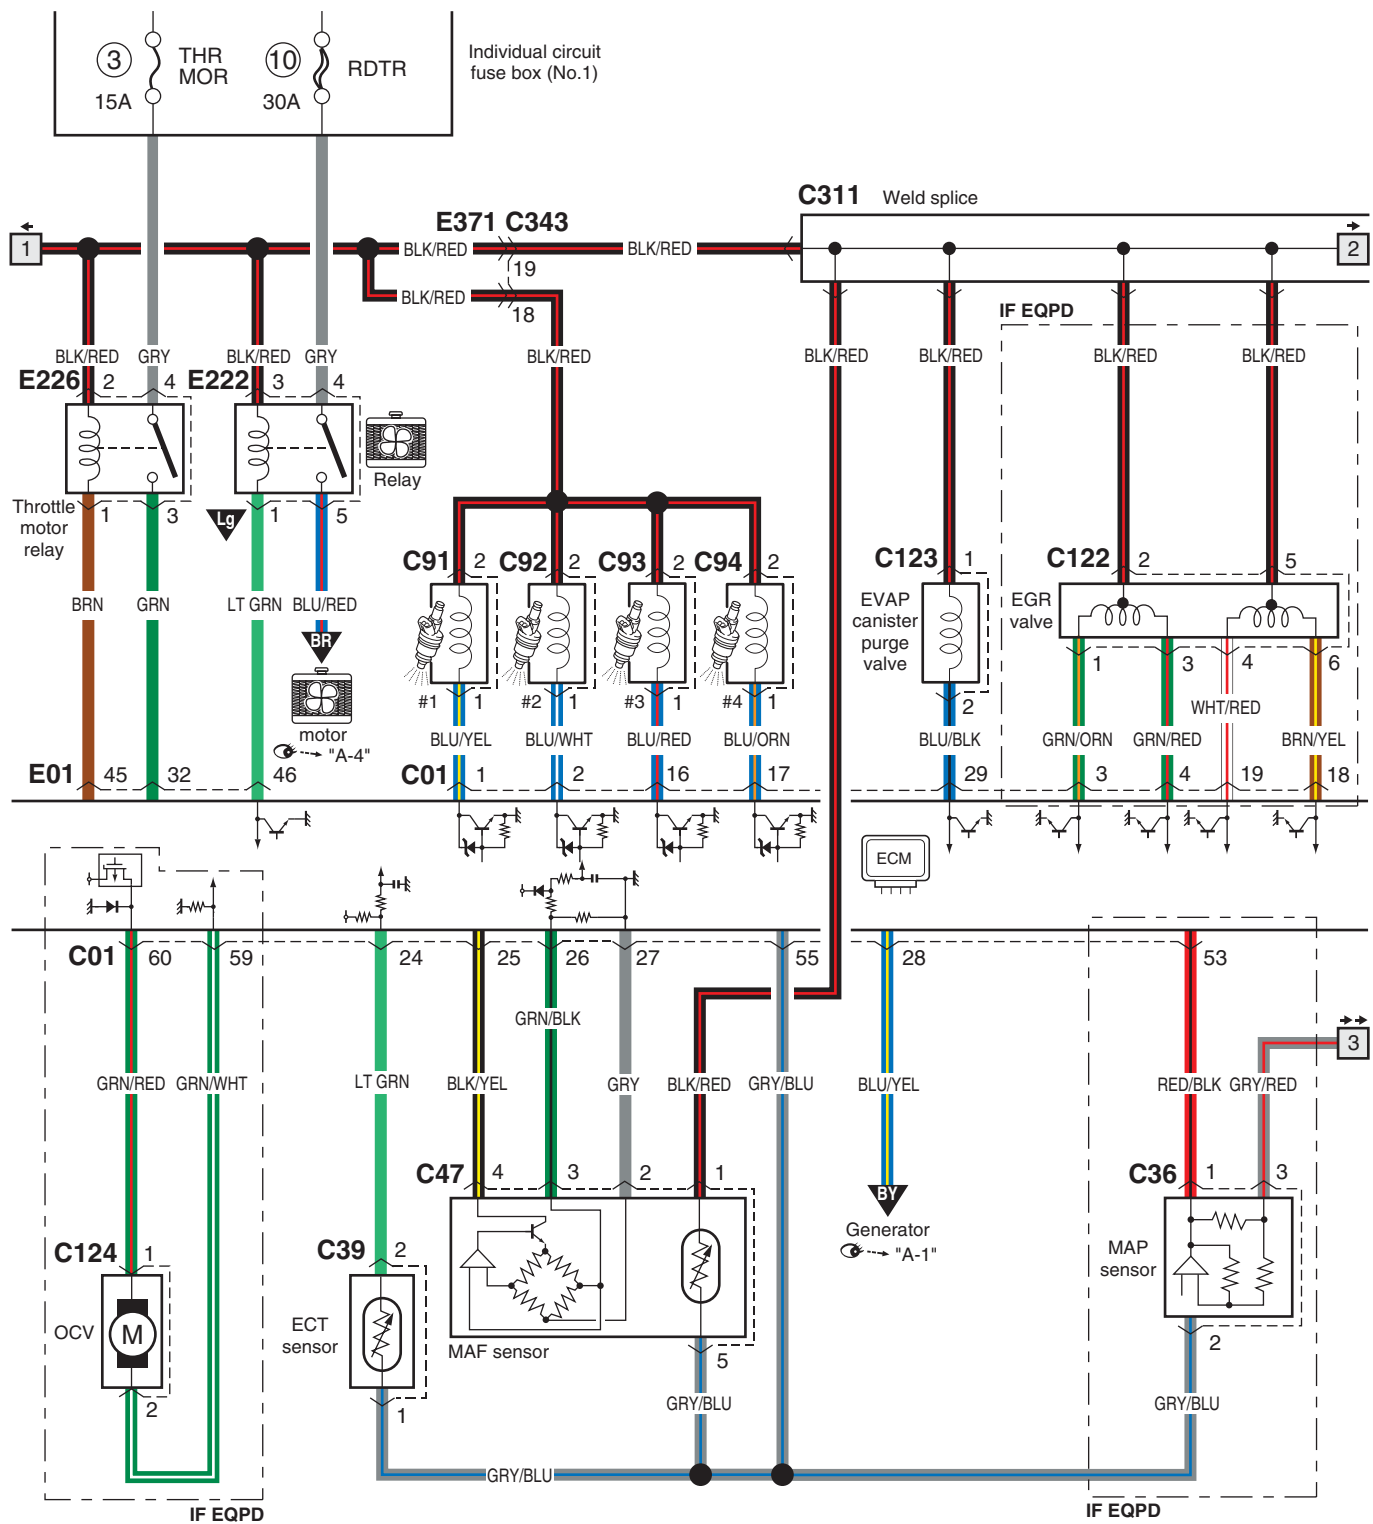 3
THR
MOR
15A
10
RDTR
30A
Individual circuit
fuse box (No.1)
C311 Weld splice
E371 C343
1
BLK/RED
BLK/RED
2
19
BLK/RED
18
IF EQPD
BLK/RED
GRY
BLK/RED
GRY
BLK/RED
BLK/RED
BLK/RED
BLK/RED
BLK/RED
E226
2
4
E222
3
4
Relay
Throttle
motor
relay
1
3
Lg
1
5
C91
2
C92
2
C93
2
C94
2
C123
1
C122
2
5
BRN
GRN
LT GRN
BLU/RED
EVAP
canister
purge
valve
EGR
valve
BR
motor
"A-4"
#1
1
#2
1
#3
1
#4
1
2
1
3
4
6
WHT/RED
BLU/YEL
BLU/WHT
BLU/RED
BLU/ORN
BLU/BLK
GRN/ORN
GRN/RED
BRN/YEL
E01
45
32
46
C01
1
2
16
17
29
3
4
19
18
ECM
C01
60
59
24
25
26
27
55
28
53
GRN/BLK
3
GRN/RED
GRN/WHT
LT GRN
BLK/YEL
GRY
BLK/RED
GRY/BLU
BLU/YEL
RED/BLK
GRY/RED
C47
4
3
2
1
BY
C36
1
3
Generator
"A-1"
C124
1
C39
2
MAP
sensor
OCV
M
ECT
sensor
MAF sensor
5
2
2
1
GRY/BLU
GRY/BLU
GRY/BLU
IF EQPD
IF EQPD